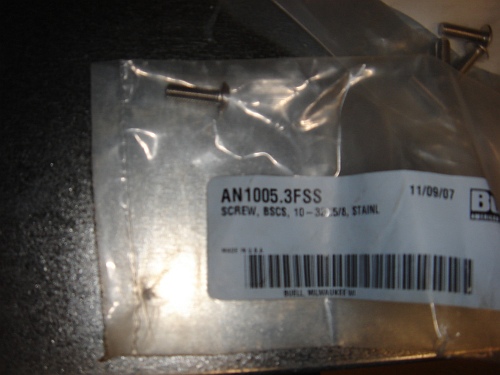 AN1005.3FSS 11/09/07
SCREW, BSCS, 10-32 5/8, STAINL
MADE IN U.S.A
BUELL MILWAUKEE WI